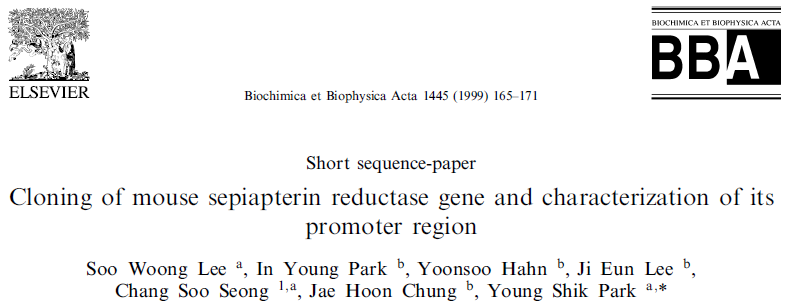 ELSEVIER
BIOCHIMICA ET BIOPHYSICA ACTA
BBA
Biochimica et Biophysica Acta 1445 (1999) 165–171
Short sequence-paper
Cloning of mouse sepiapterin reductase gene and characterization of its
promoter region
Soo Woong Lee ᵃ, In Young Park ᵇ, Yoonsoo Hahn ᵇ, Ji Eun Lee ᵇ,
Chang Soo Seong ¹,ᵃ, Jae Hoon Chung ᵇ, Young Shik Park ᵃ,*